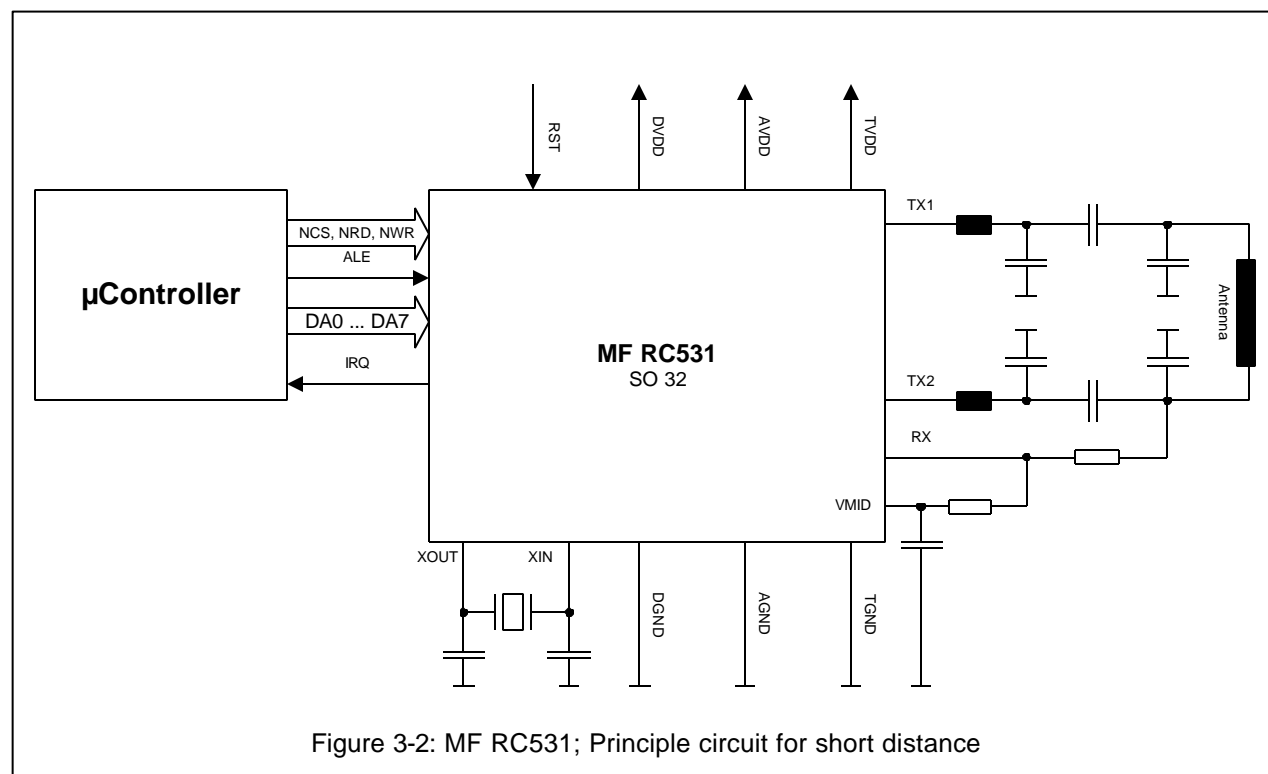 RST
DVDD
AVDD
TVDD
µController
NCS, NRD, NWR
ALE
DA0 ... DA7
IRQ
MF RC531
SO 32
TX1
TX2
RX
VMID
Antenna
XOUT
XIN
DGND
AGND
TGND
Figure 3-2: MF RC531; Principle circuit for short distance